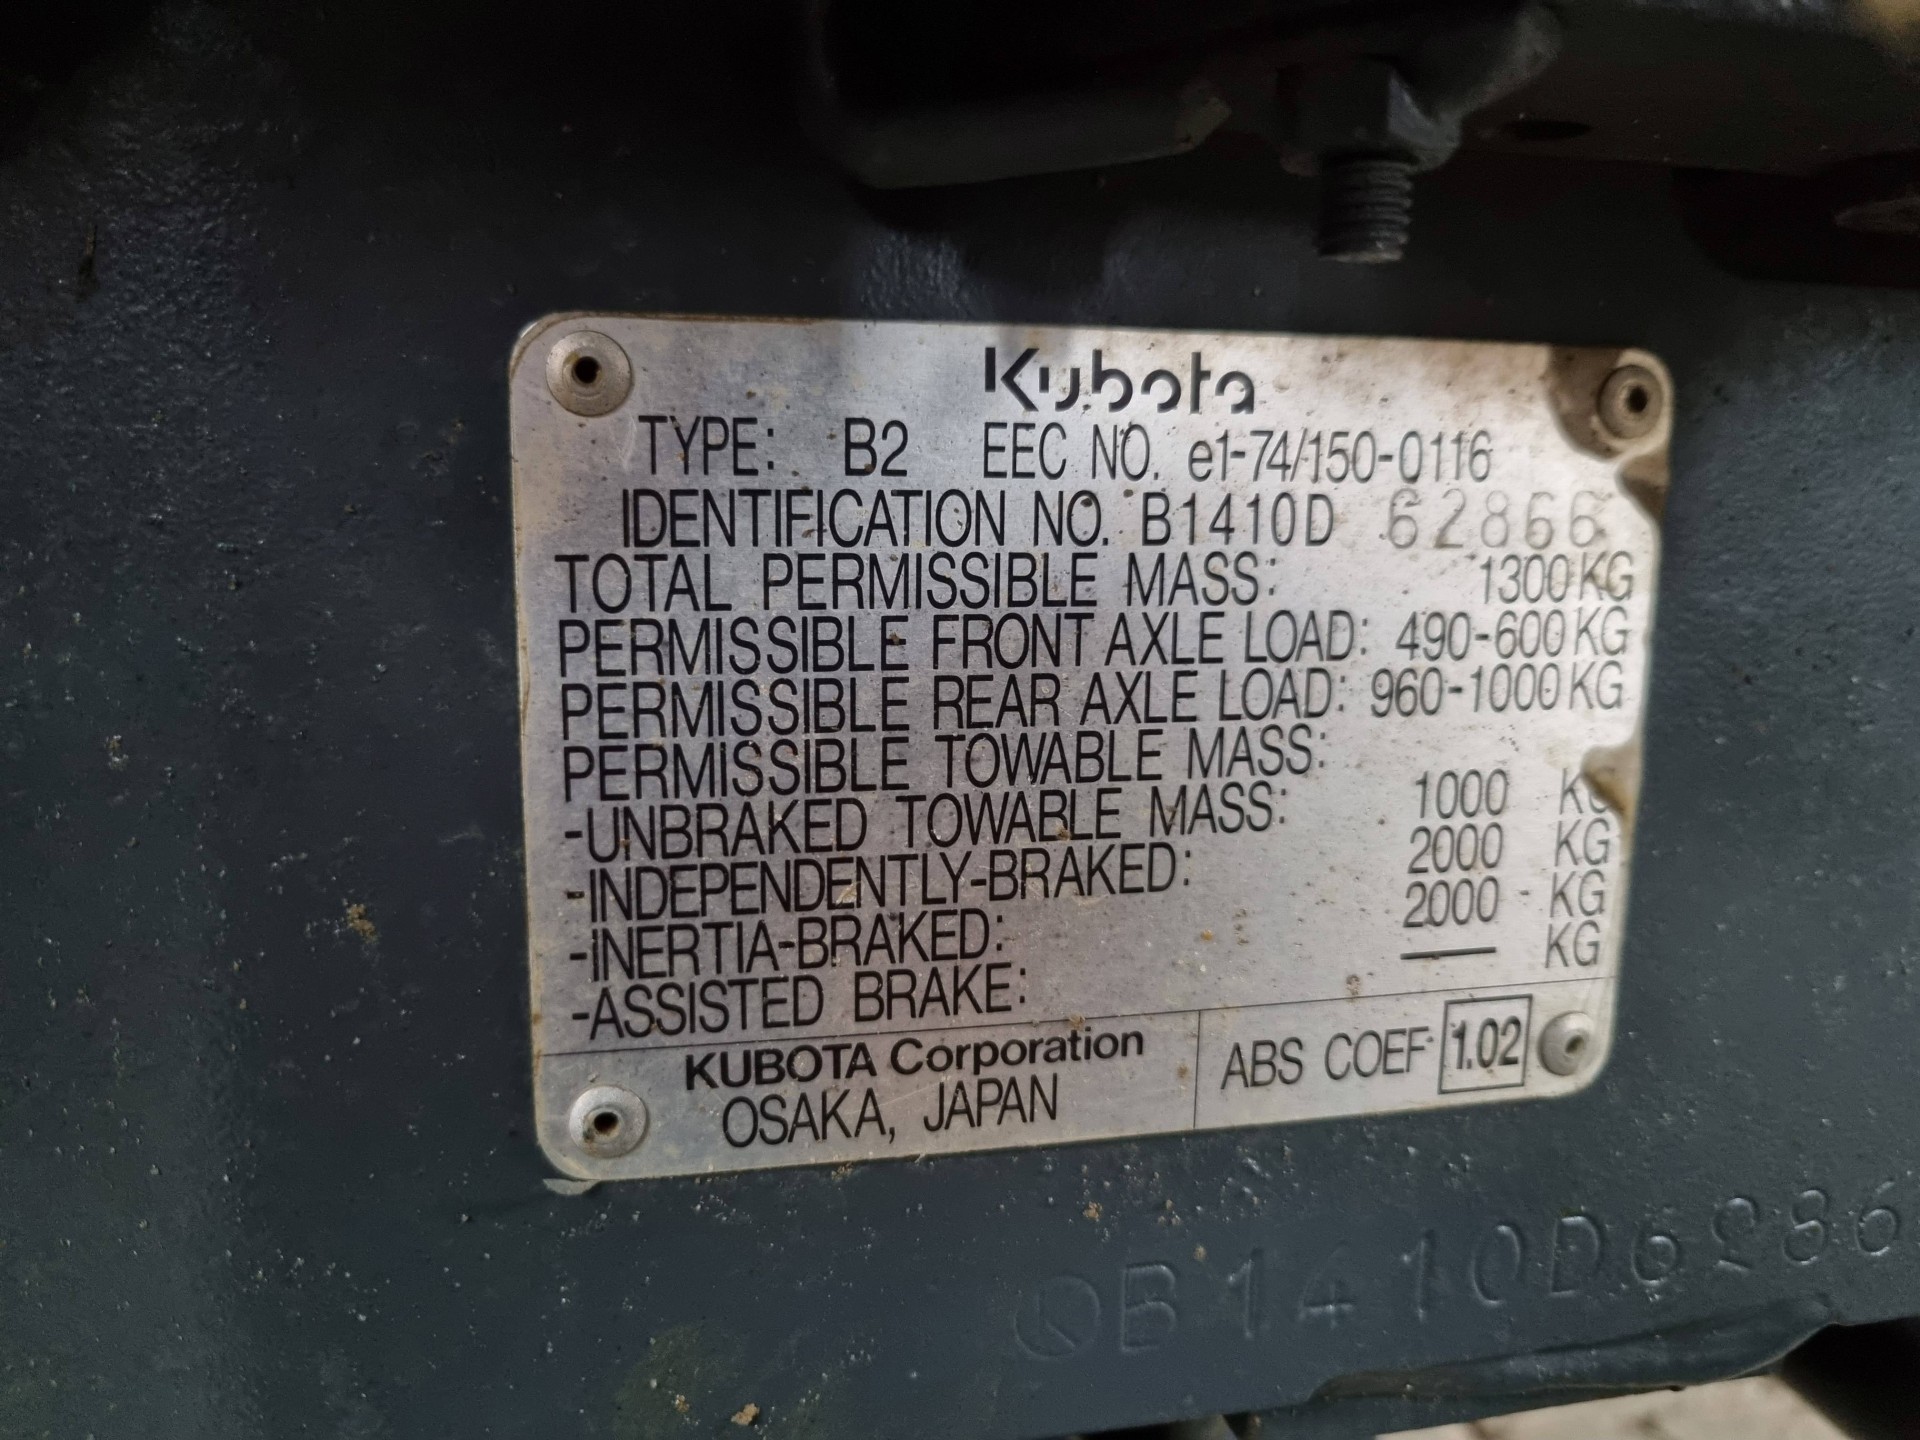 Kubota
TYPE: B2 EEC NO. e1-74/150-0116
IDENTIFICATION NO. B1410D 62866
TOTAL PERMISSIBLE MASS: 1300 KG
PERMISSIBLE FRONT AXLE LOAD: 490-600 KG
PERMISSIBLE REAR AXLE LOAD: 960-1000 KG
PERMISSIBLE TOWABLE MASS:
-UNBRAKED TOWABLE MASS: 1000 KG
-INDEPENDENTLY-BRAKED: 2000 KG
-INERTIA-BRAKED: 2000 KG
-ASSISTED BRAKE: — KG
KUBOTA Corporation
OSAKA, JAPAN
ABS COEF 1.02
B1410D6286